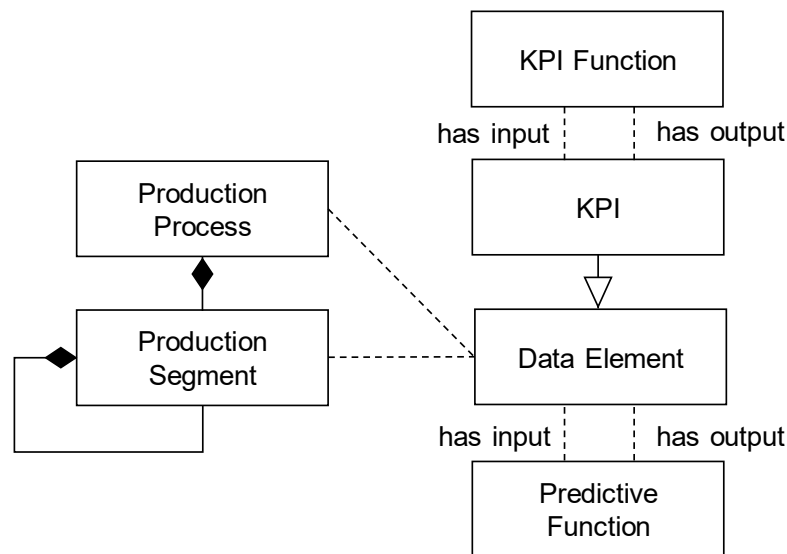 KPI Function
has input
has output
Production
Process
KPI
Production
Segment
Data Element
has input
has output
Predictive
Function